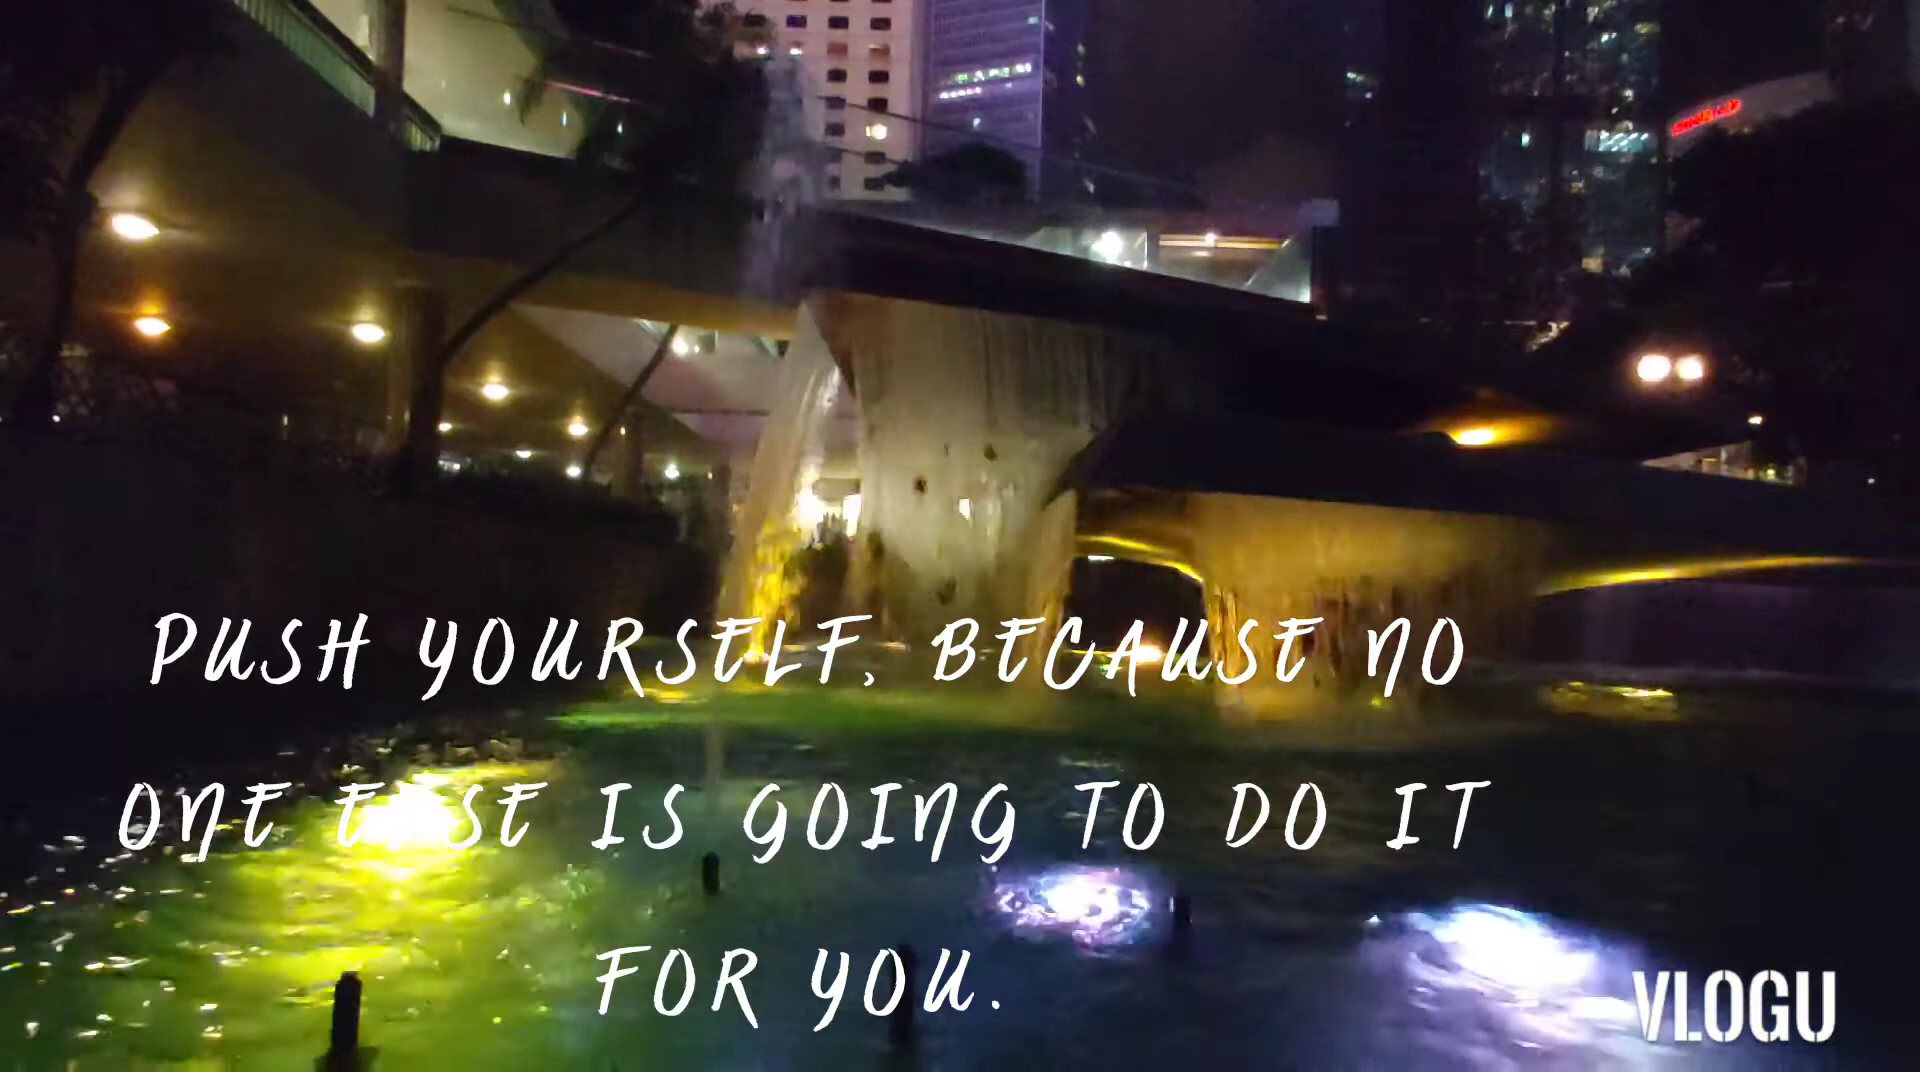 PUSH YOURSELF, BECAUSE NO
ONE ELSE IS GOING TO DO IT
FOR YOU.
VLOGU